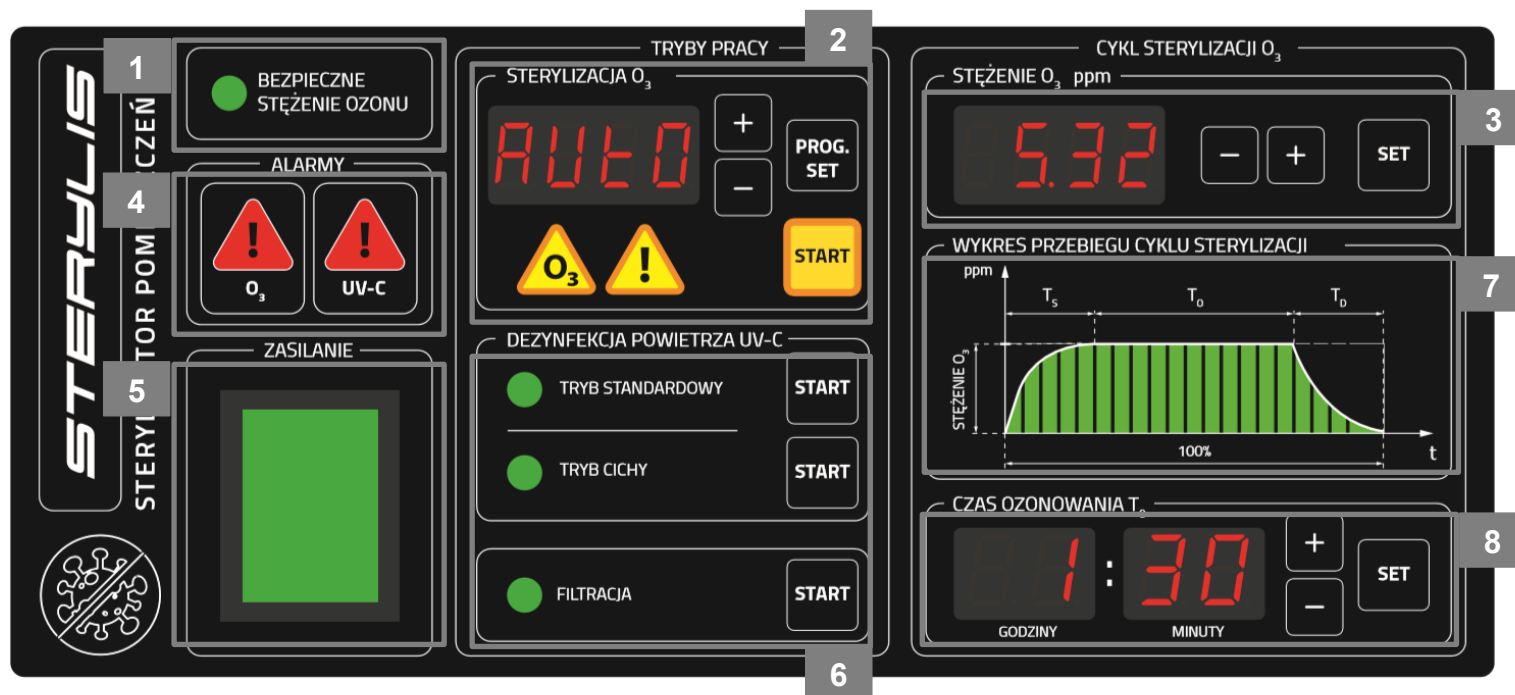 STERYLIS
STERYLIZATOR POMIESZCZEŃ
1
BEZPIECZNE
STĘŻENIE OZONU
4
ALARMY
O₃
UV-C
5
ZASILANIE
2
TRYBY PRACY
STERYLIZACJA O₃
AUtO
+
−
PROG.
SET
O₃
!
START
DEZYNFEKCJA POWIETRZA UV-C
TRYB STANDARDOWY
START
TRYB CICHY
START
FILTRACJA
START
6
CYKL STERYLIZACJI O₃
STĘŻENIE O₃ ppm
3
5.32
− +
SET
WYKRES PRZEBIEGU CYKLU STERYLIZACJI
7
ppm
Tₛ T₀ T_D
STĘŻENIE O₃
t
100%
CZAS OZONOWANIA T₀
8
1 : 30
+
−
SET
GODZINY MINUTY